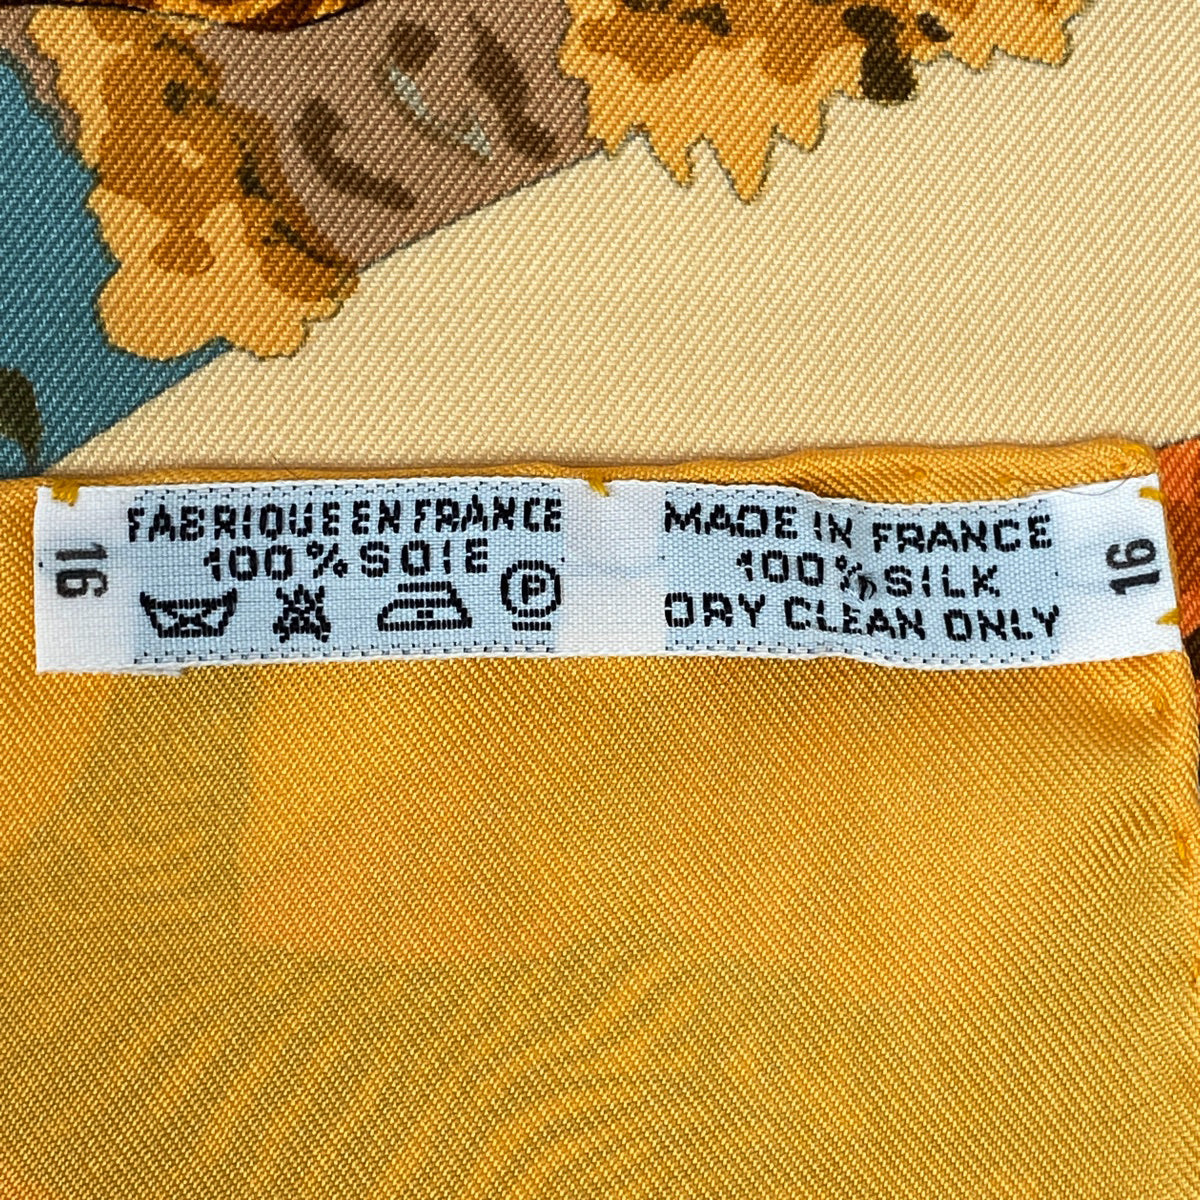 16
FABRIQUE EN FRANCE
100% SOIE
P
MADE IN FRANCE
100% SILK
DRY CLEAN ONLY
16